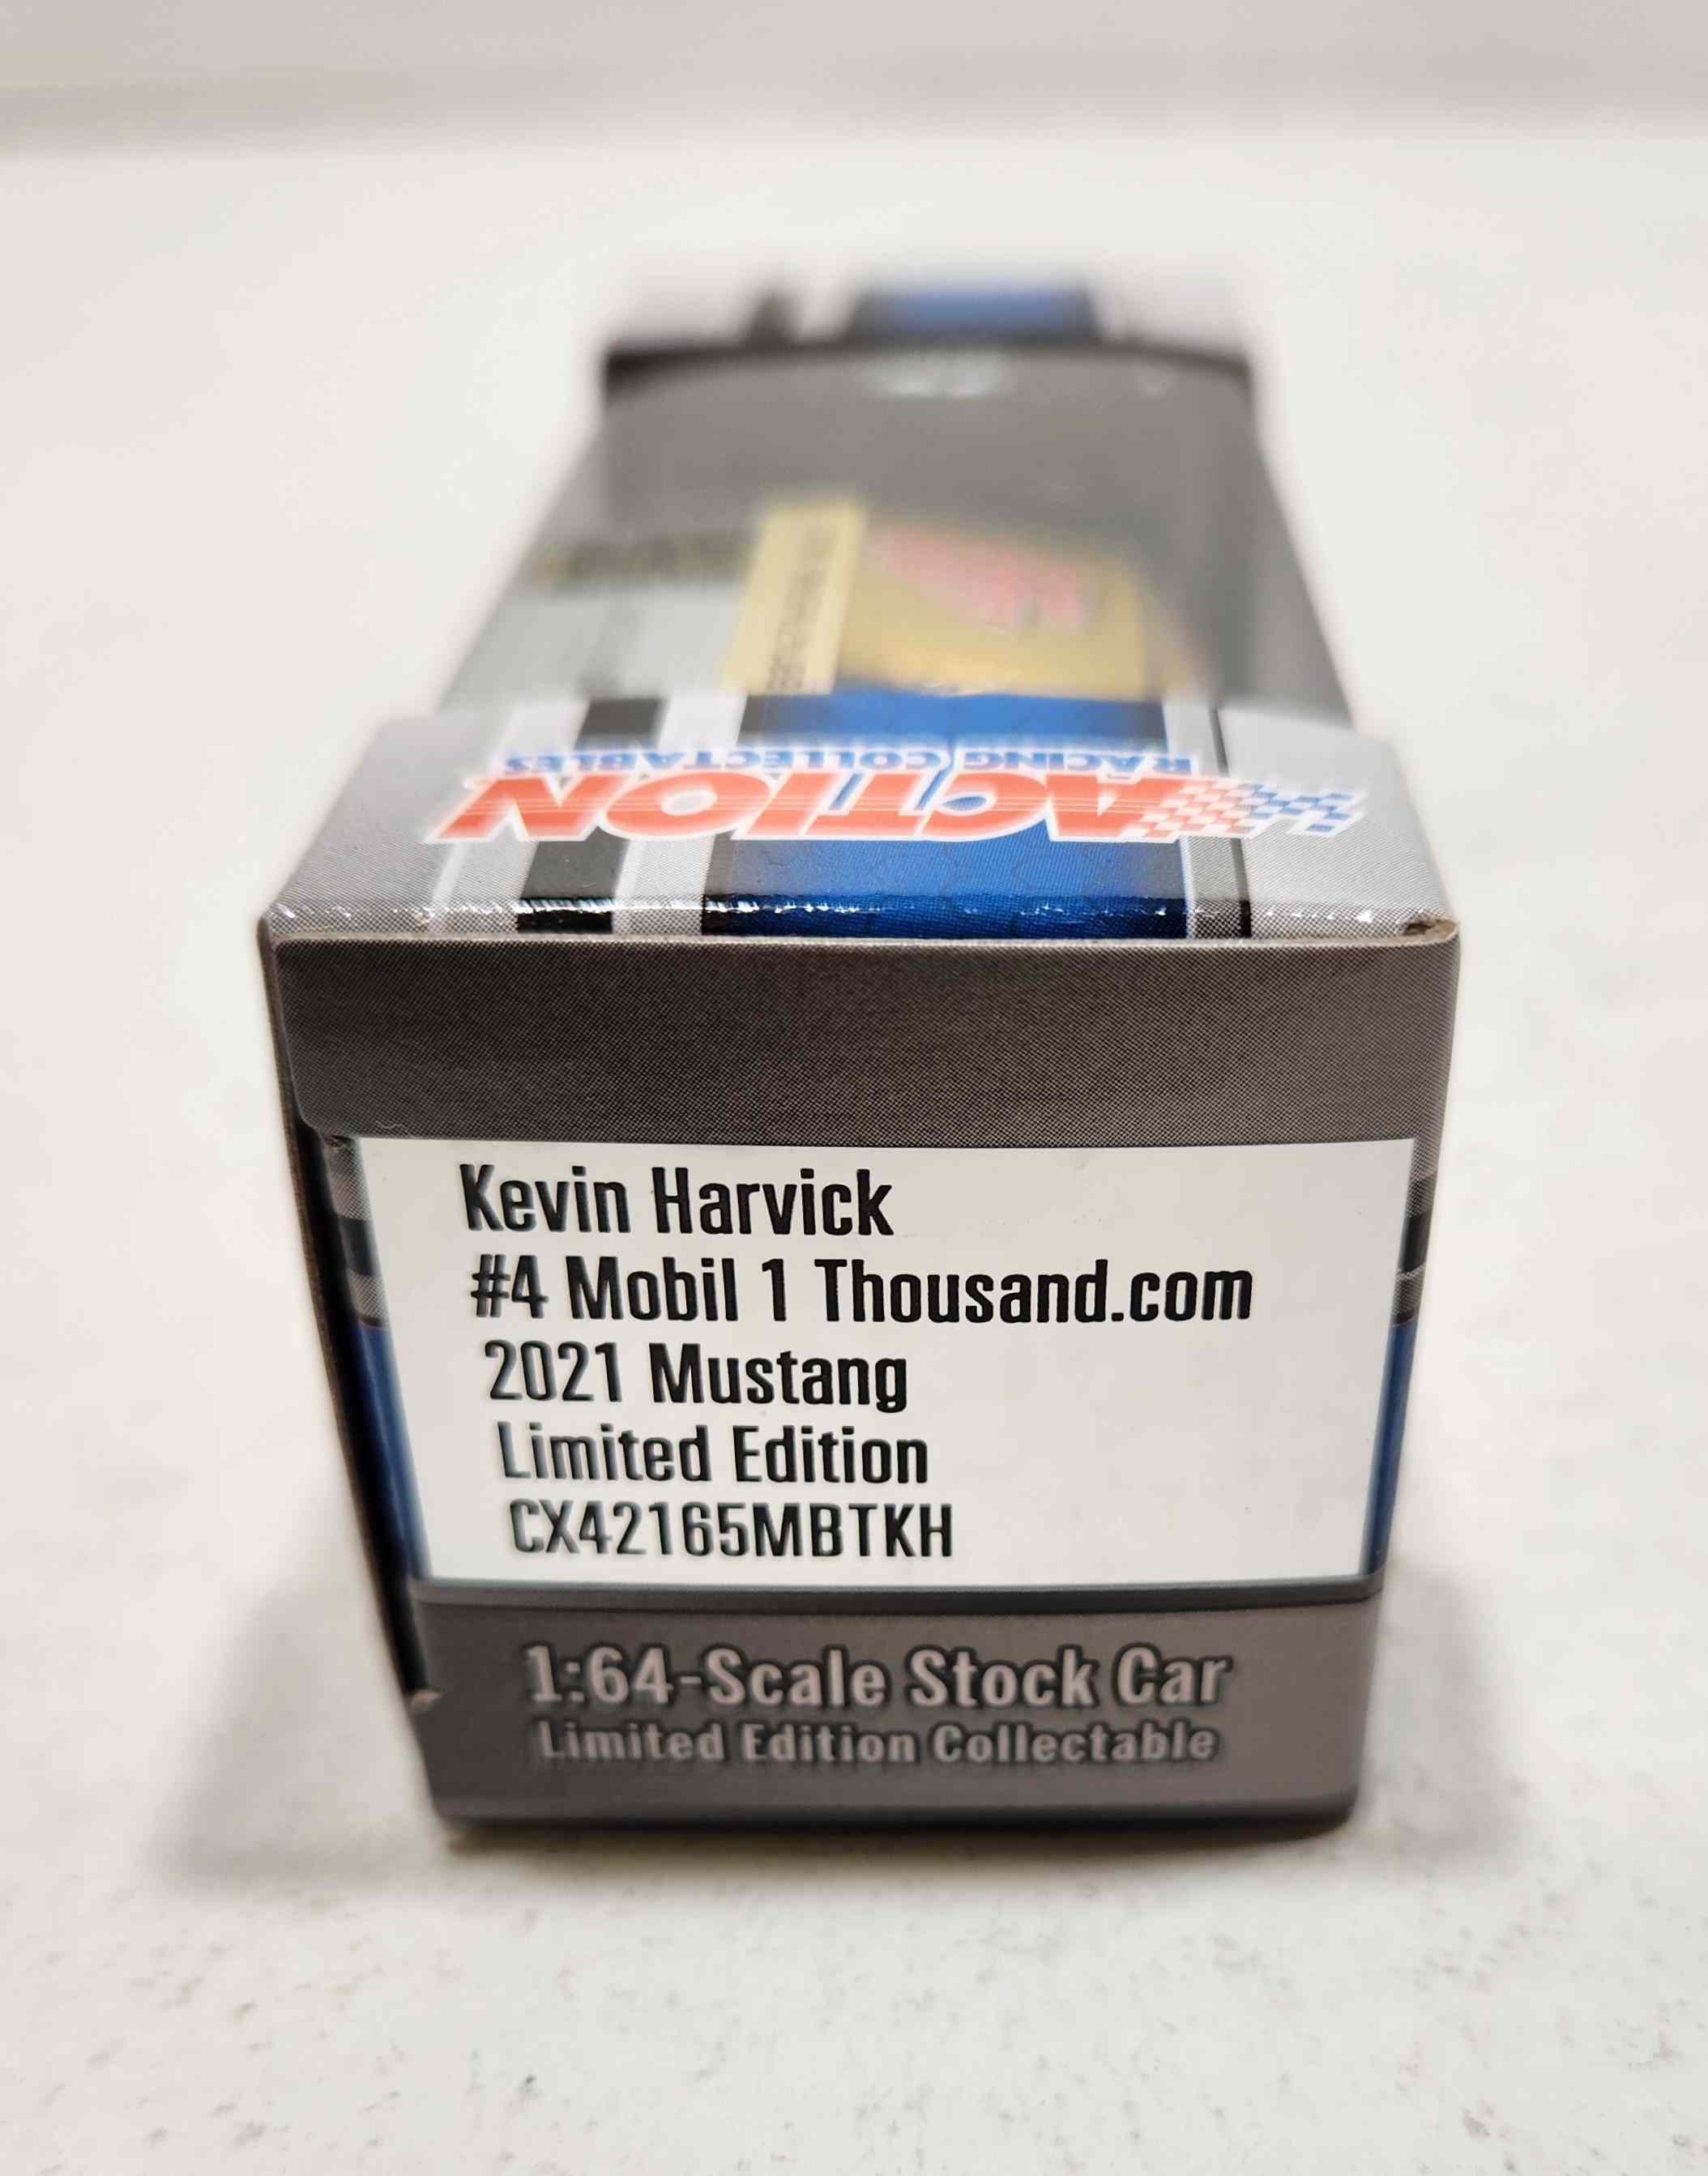 ACTION
RACING COLLECTABLES
Kevin Harvick
#4 Mobil 1 Thousand.com
2021 Mustang
Limited Edition
CX42165MBTKH
1:64-Scale Stock Car
Limited Edition Collectable